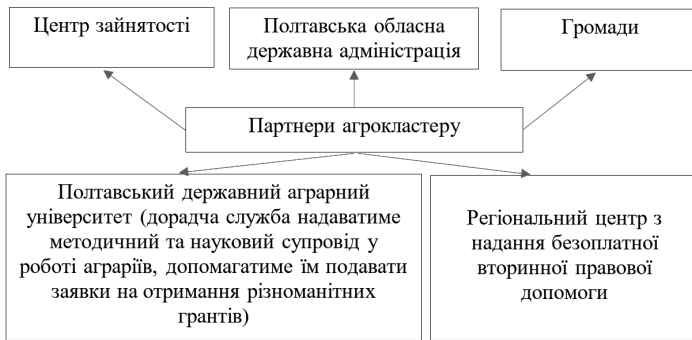 Центр зайнятості
Полтавська обласна
державна адміністрація
Громади
Партнери агрокластеру
Полтавський державний аграрний
університет (дорадча служба надаватиме
методичний та науковий супровід у
роботі аграріїв, допомагатиме їм подавати
заявки на отримання різноманітних
грантів)
Регіональний центр з
надання безоплатної
вторинної правової
допомоги